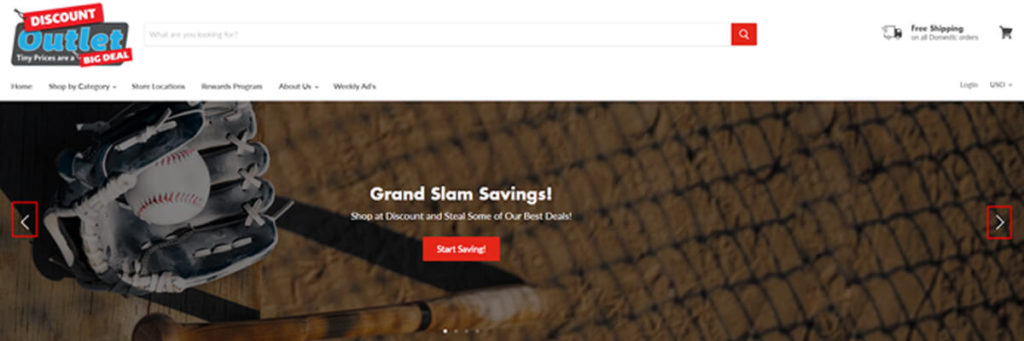 DISCOUNT
Outlet
Tiny Prices are a BIG DEAL
What are you looking for?
Free Shipping
on all Domestic orders
Home Shop by Category Store Locations Rewards Program About Us Weekly Ad's
Login USD
Grand Slam Savings!
Shop at Discount and Steal Some of Our Best Deals!
Start Saving!